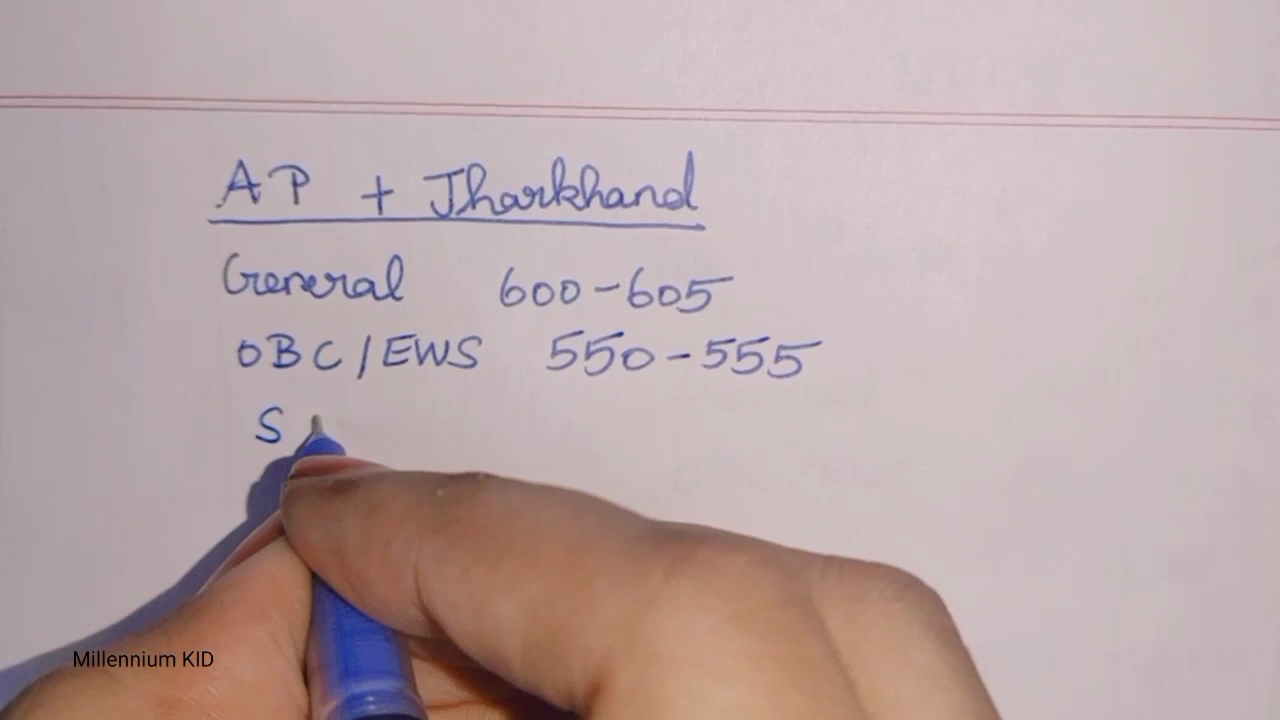 AP + Jharkhand
General 600-605
OBC/EWS 550-555
S
Millennium KID